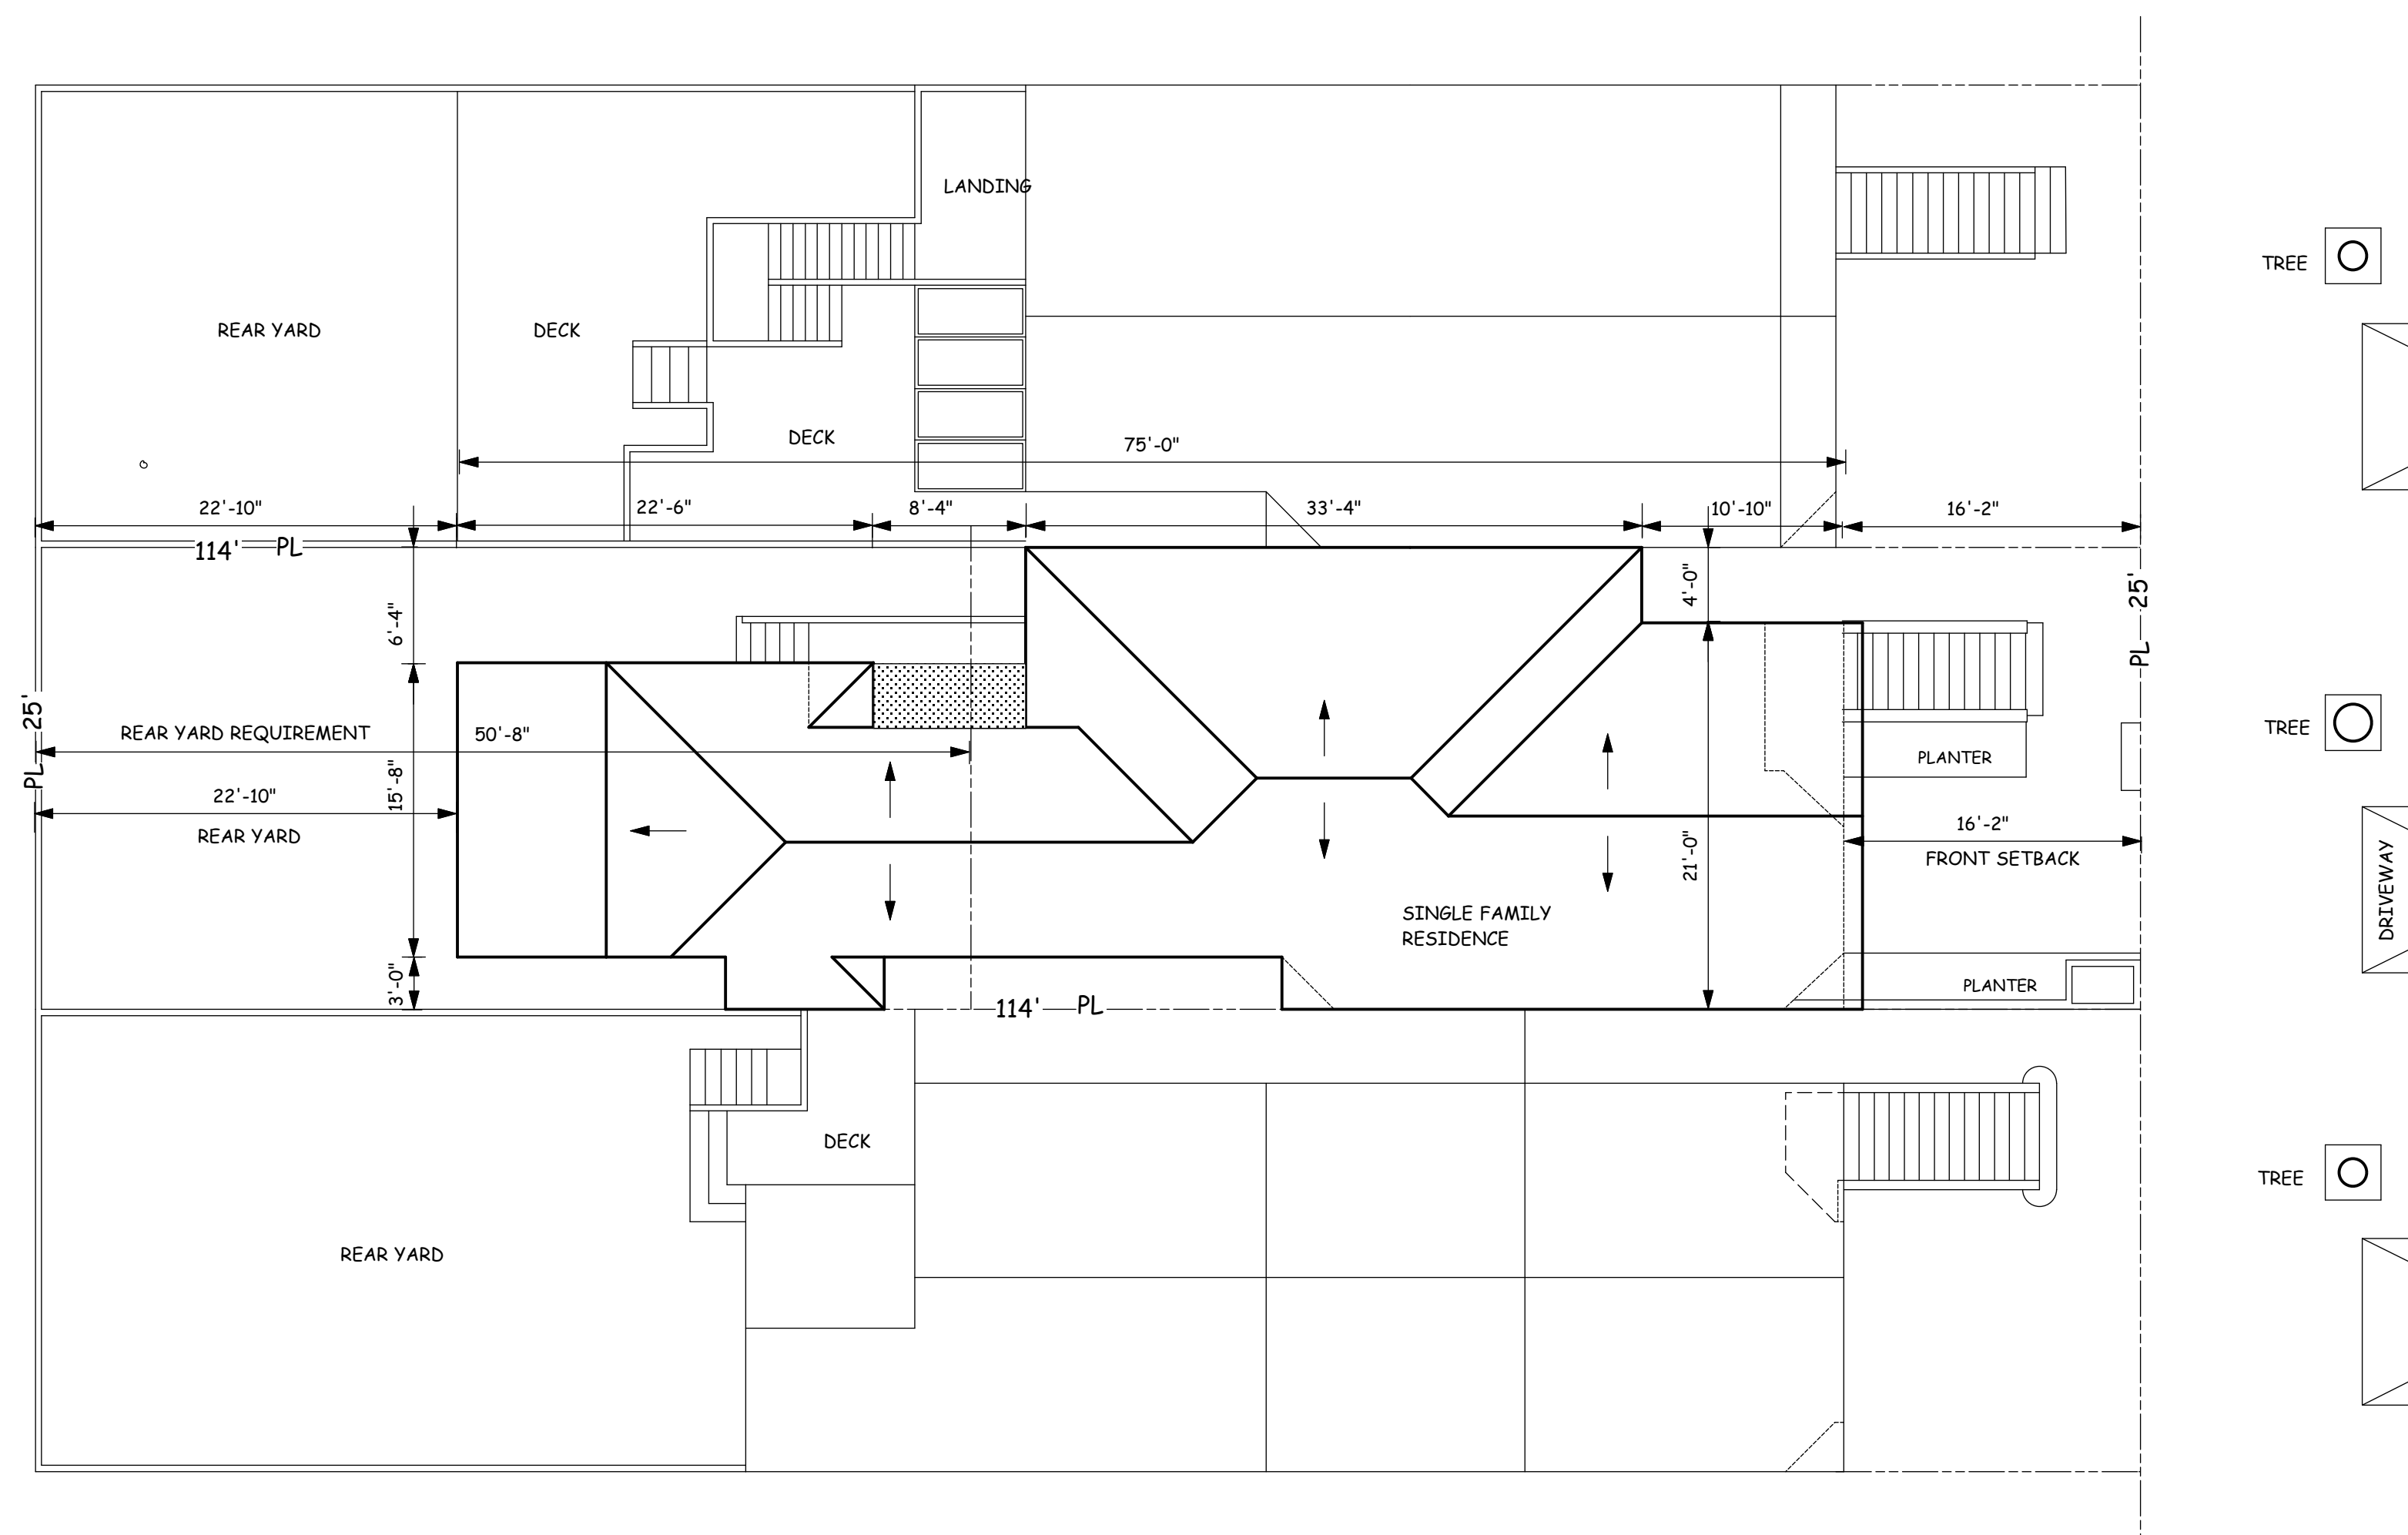 LANDING
TREE
REAR YARD
DECK
DECK
75'-0"
22'-10"
22'-6"
8'-4"
33'-4"
10'-10"
16'-2"
114' PL
4'-0"
25'
PL
6'-4"
25'
PL
REAR YARD REQUIREMENT
50'-8"
TREE
PLANTER
22'-10"
15'-8"
REAR YARD
21'-0"
16'-2"
FRONT SETBACK
DRIVEWAY
SINGLE FAMILY
RESIDENCE
3'-0"
PLANTER
114' PL
DECK
TREE
REAR YARD